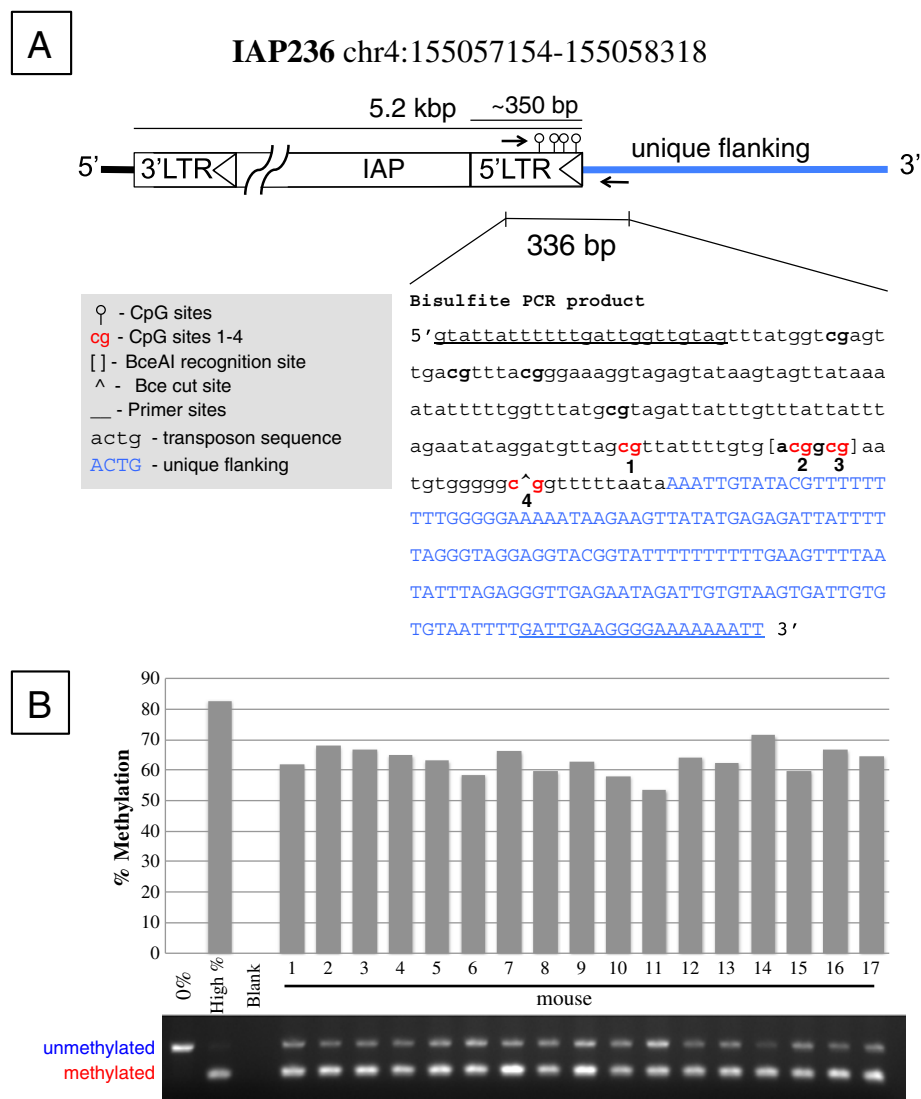 A
IAP236 chr4:155057154-155058318
5.2 kbp
~350 bp
5'
3'LTR
IAP
5'LTR
unique flanking
3'
336 bp
Bisulfite PCR product
CpG sites
cg - CpG sites 1-4
[ ] - BceAI recognition site
^ - Bce cut site
__ - Primer sites
actg - transposon sequence
ACTG - unique flanking
5'gtattattttttgattggttgtagtttatggtcgagt
tgacgtttacgggaaaggtagagtataagtagttataaa
atatttttggtttatgcgtagattatttgtttattattt
agaatataggatgttagcgttattttgtg[acggcg]aa
1 2 3
tgtgggggc^ggtttttaataAAATTGTATACGTTTTTT
4
TTTGGGGGAAAAATAAGAAGTTATATGAGAGATTATTTT
TAGGGTAGGAGGTACGGTATTTTTTTTTTGAAGTTTTAA
TATTTAGAGGGTTGAGAATAGATTGTGTAAGTGATTGTG
TGTAATTTTGATTGAAGGGGAAAAAAATT 3'
B
% Methylation
90
80
70
60
50
40
30
20
10
0
0% High % Blank 1 2 3 4 5 6 7 8 9 10 11 12 13 14 15 16 17
mouse
unmethylated
methylated